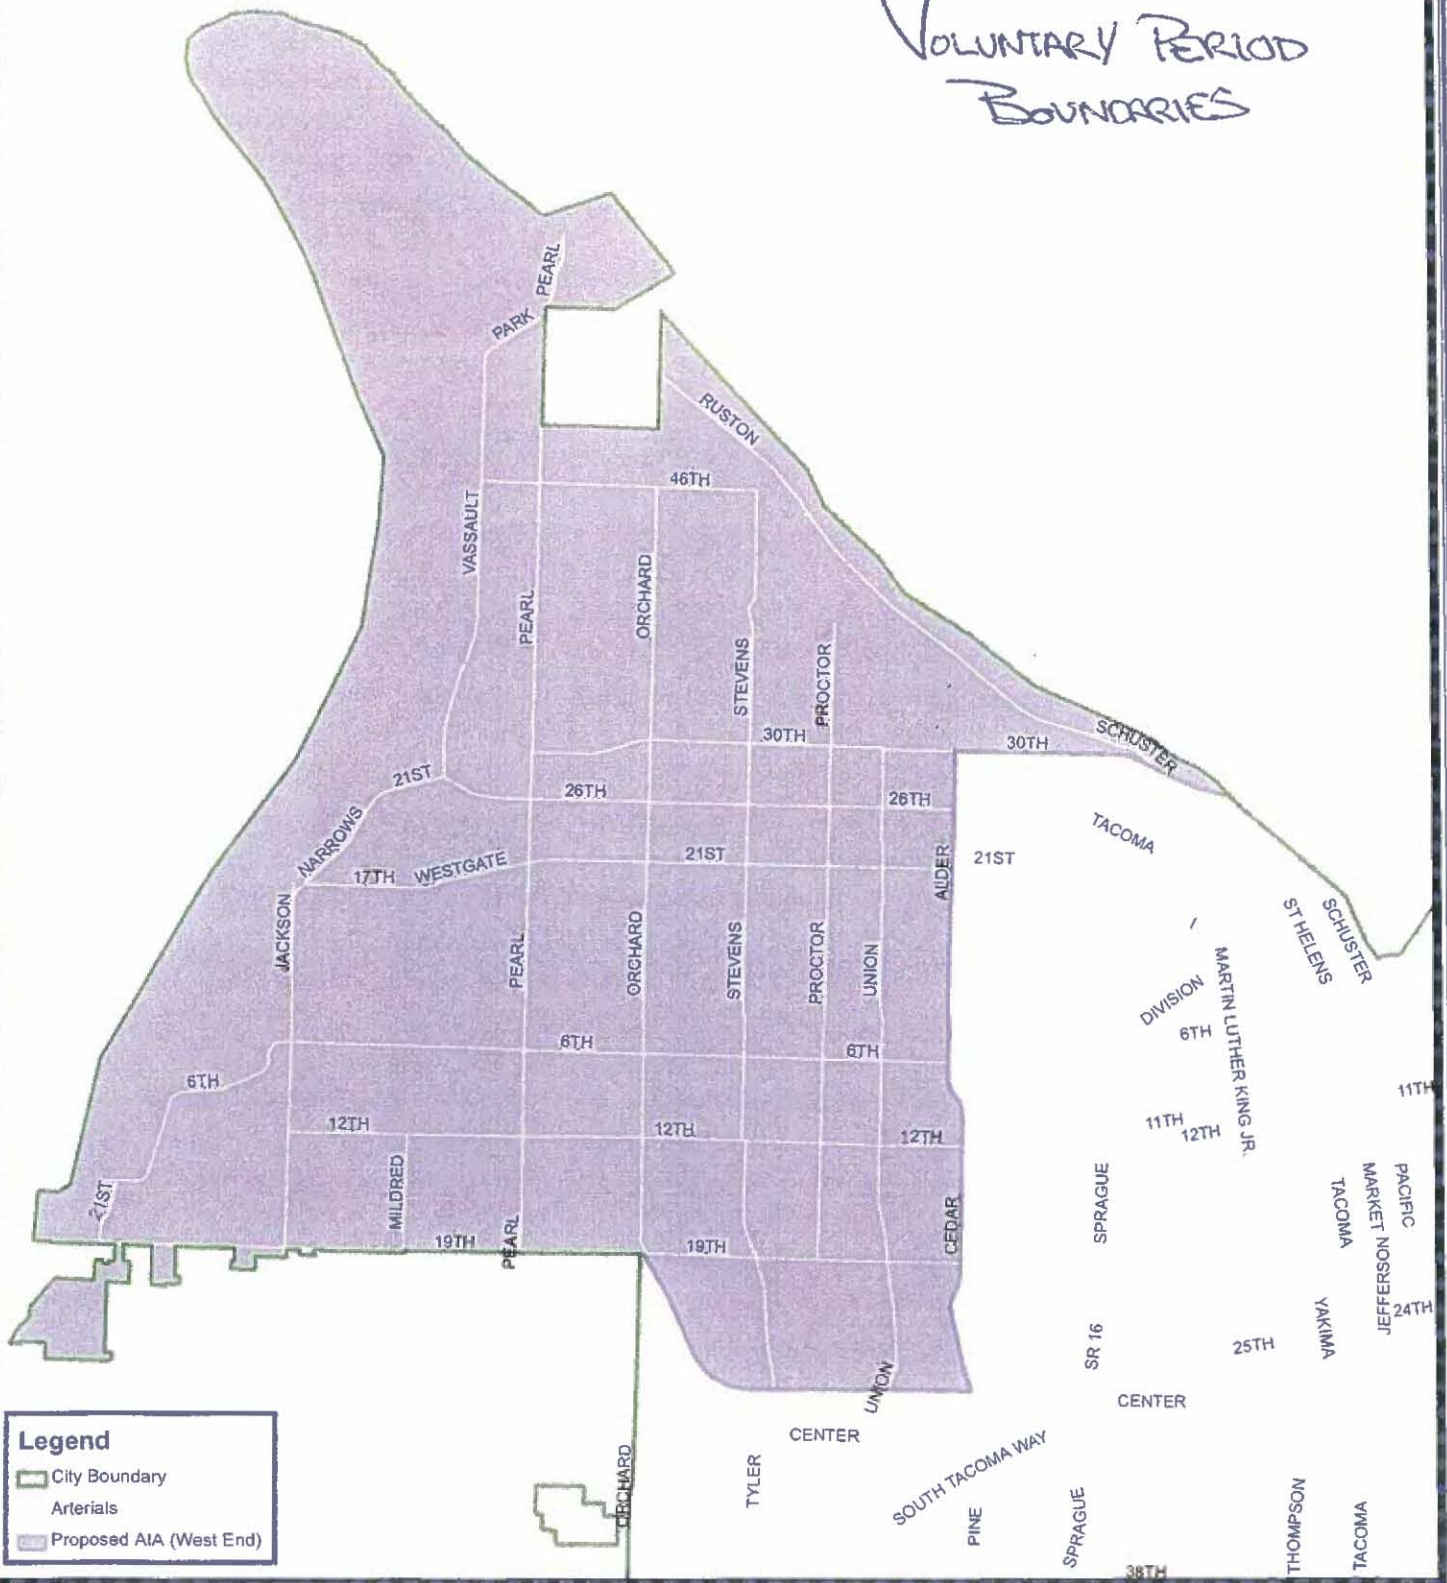 VOLUNTARY PERIOD
BOUNDARIES
PEARL
PARK
RUSTON
46TH
VASSAULT
PEARL
ORCHARD
STEVENS
PROCTOR
30TH
30TH
SCHUSTER
21ST
26TH
26TH
NARROWS
TACOMA
17TH
WESTGATE
21ST
ALDER
21ST
JACKSON
PEARL
ORCHARD
STEVENS
PROCTOR
UNION
ST HELENS
SCHUSTER
DIVISION
MARTIN LUTHER KING JR.
6TH
6TH
6TH
6TH
11TH
12TH
12TH
12TH
11TH
12TH
21ST
MILDRED
PEARL
CEDAR
SPRAGUE
TACOMA
MARKET
JEFFERSON
PACIFIC
19TH
19TH
24TH
SR 16
25TH
YAKIMA
UNION
CENTER
CENTER
Legend
City Boundary
Arterials
Proposed AIA (West End)
ORCHARD
TYLER
SOUTH TACOMA WAY
PINE
SPRAGUE
THOMPSON
TACOMA
38TH